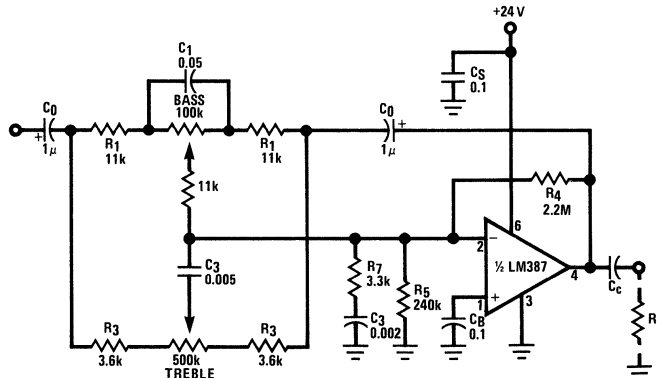 +24 V
C1
0.05
BASS
100k
CS
0.1
C0
1μ
R1
11k
R1
11k
C0
1μ
11k
R4
2.2M
6
2
½ LM387
4
1
3
C3
0.005
R7
3.3k
R5
240k
C3
0.002
CB
0.1
Cc
R
R3
3.6k
500k
TREBLE
R3
3.6k